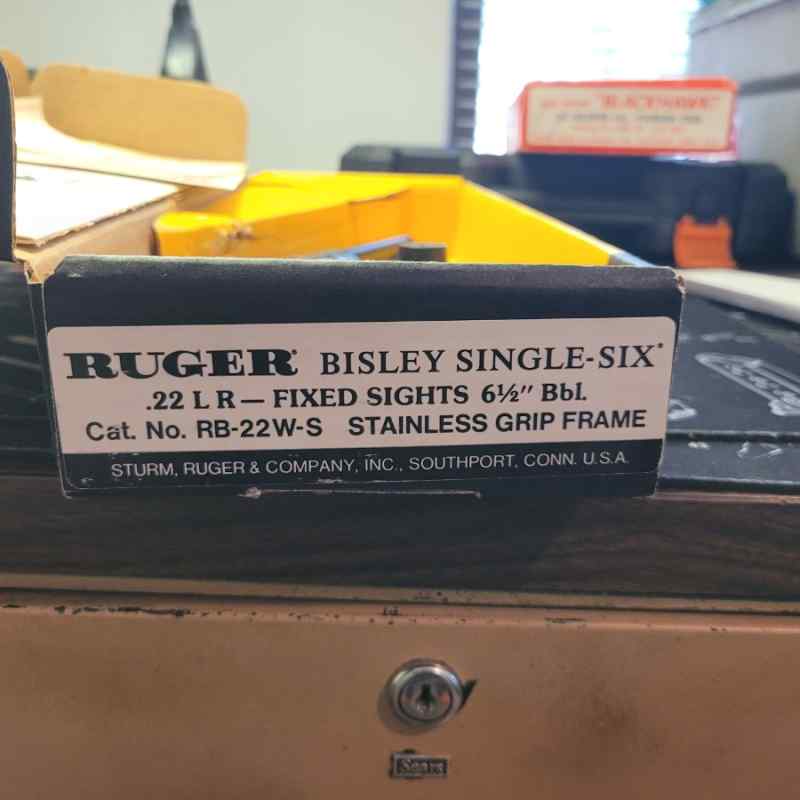 "BLACKHAWK"
RUGER® BISLEY SINGLE-SIX®
.22 L R — FIXED SIGHTS 6½″ Bbl.
Cat. No. RB-22W-S STAINLESS GRIP FRAME
STURM, RUGER & COMPANY, INC., SOUTHPORT, CONN. U.S.A.
Sears